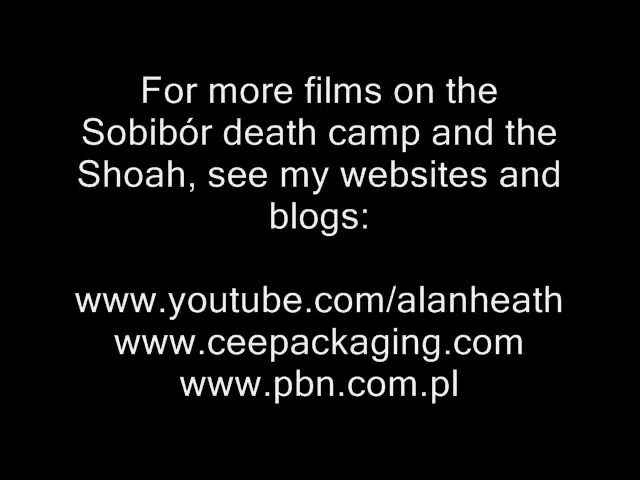 For more films on the
Sobibór death camp and the
Shoah, see my websites and
blogs:
www.youtube.com/alanheath
www.ceepackaging.com
www.pbn.com.pl